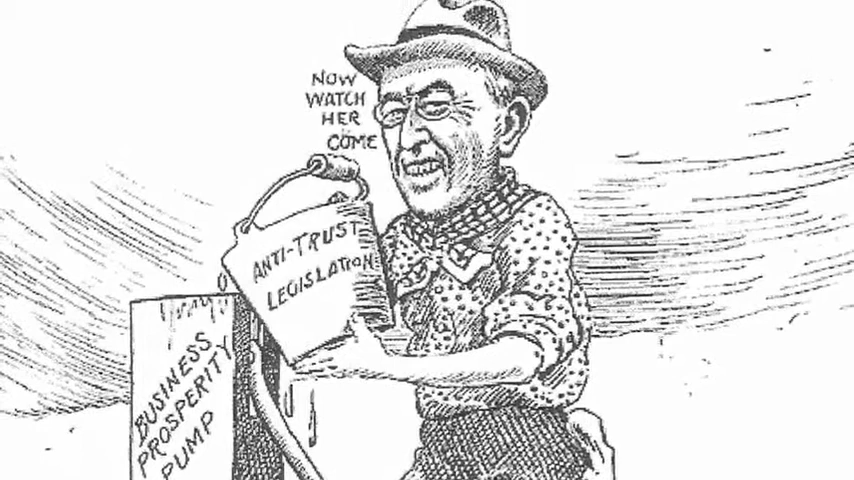 NOW
WATCH
HER
COME
ANTI-TRUST
LEGISLATION
BUSINESS
PROSPERITY
PUMP